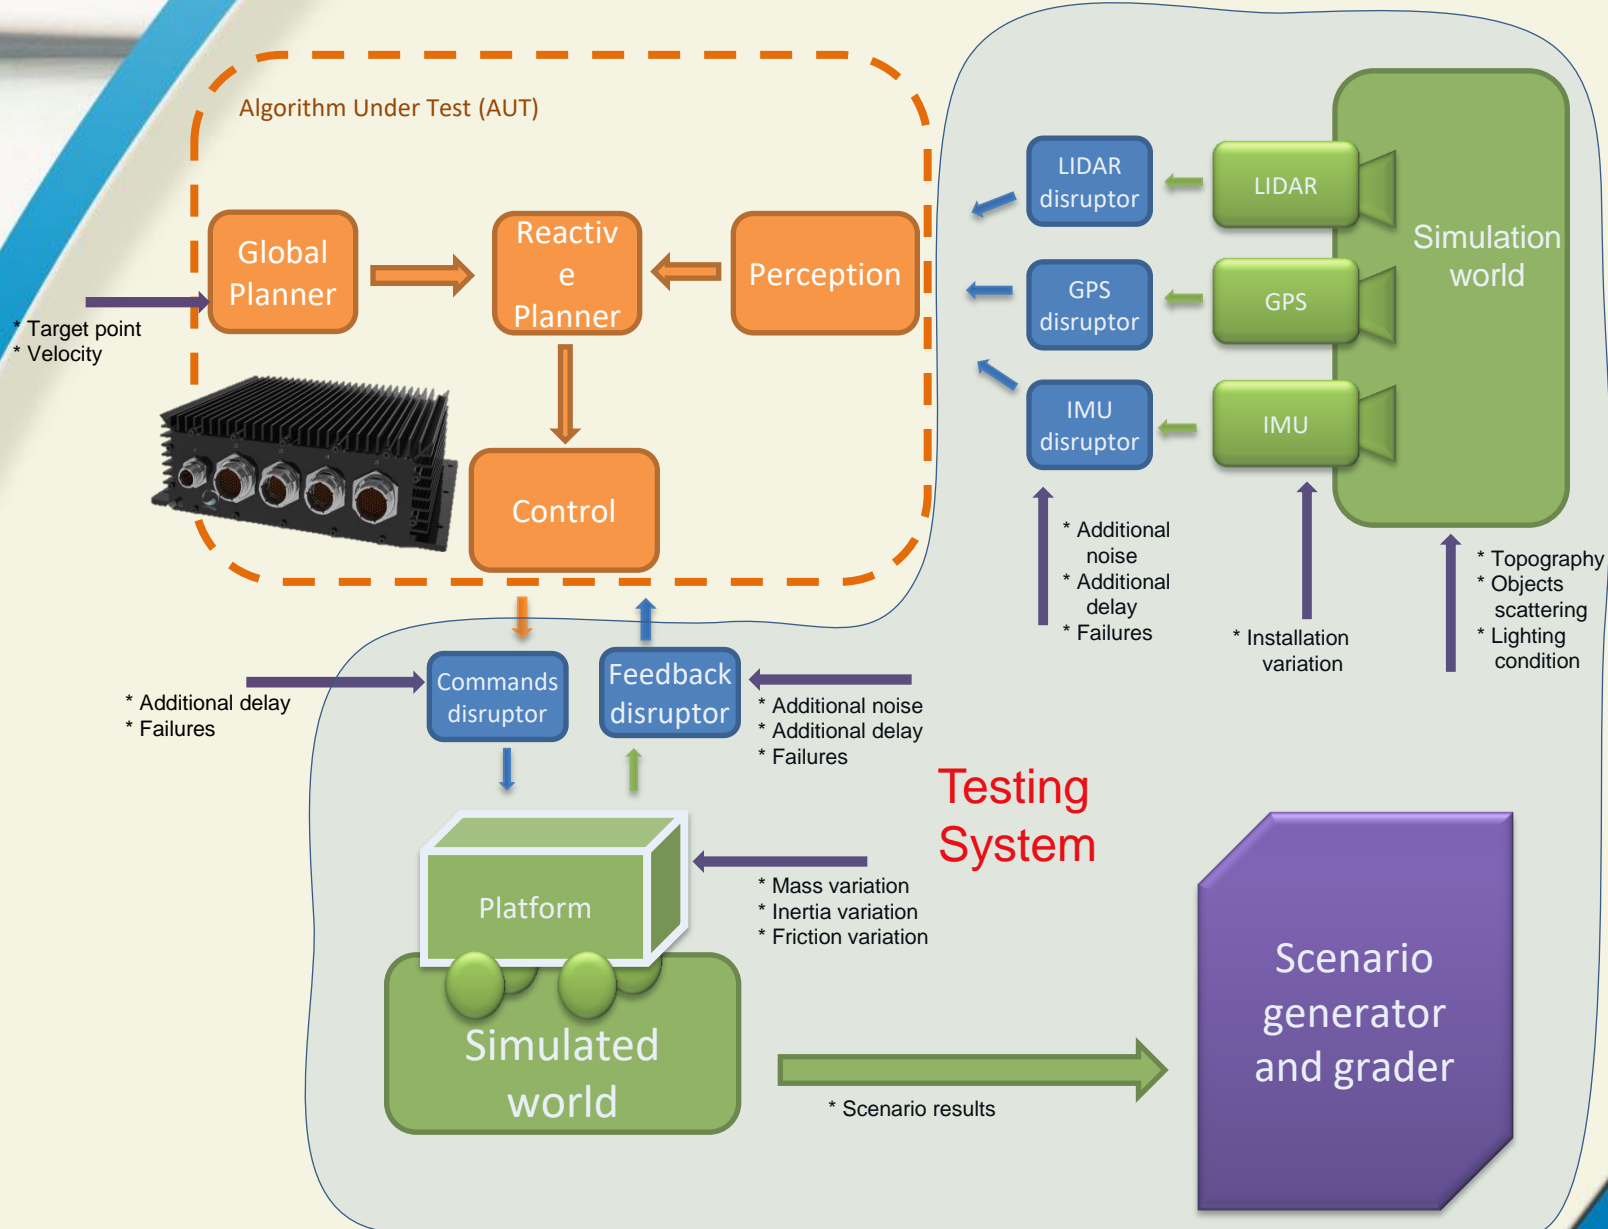 Algorithm Under Test (AUT)
Global
Planner
Reactiv
e
Planner
Perception
* Target point
* Velocity
Control
LIDAR
disruptor
LIDAR
GPS
disruptor
GPS
IMU
disruptor
IMU
Simulation
world
* Additional
noise
* Additional
delay
* Failures
* Installation
variation
* Topography
* Objects
scattering
* Lighting
condition
Commands
disruptor
Feedback
disruptor
* Additional delay
* Failures
* Additional noise
* Additional delay
* Failures
Testing
System
Platform
* Mass variation
* Inertia variation
* Friction variation
Simulated
world
* Scenario results
Scenario
generator
and grader